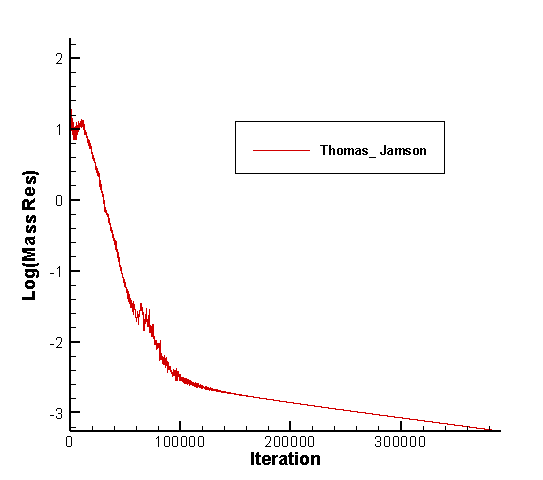 2
1
0
-1
-2
-3
Log(Mass Res)
Thomas_ Jamson
0 100000 200000 300000
Iteration